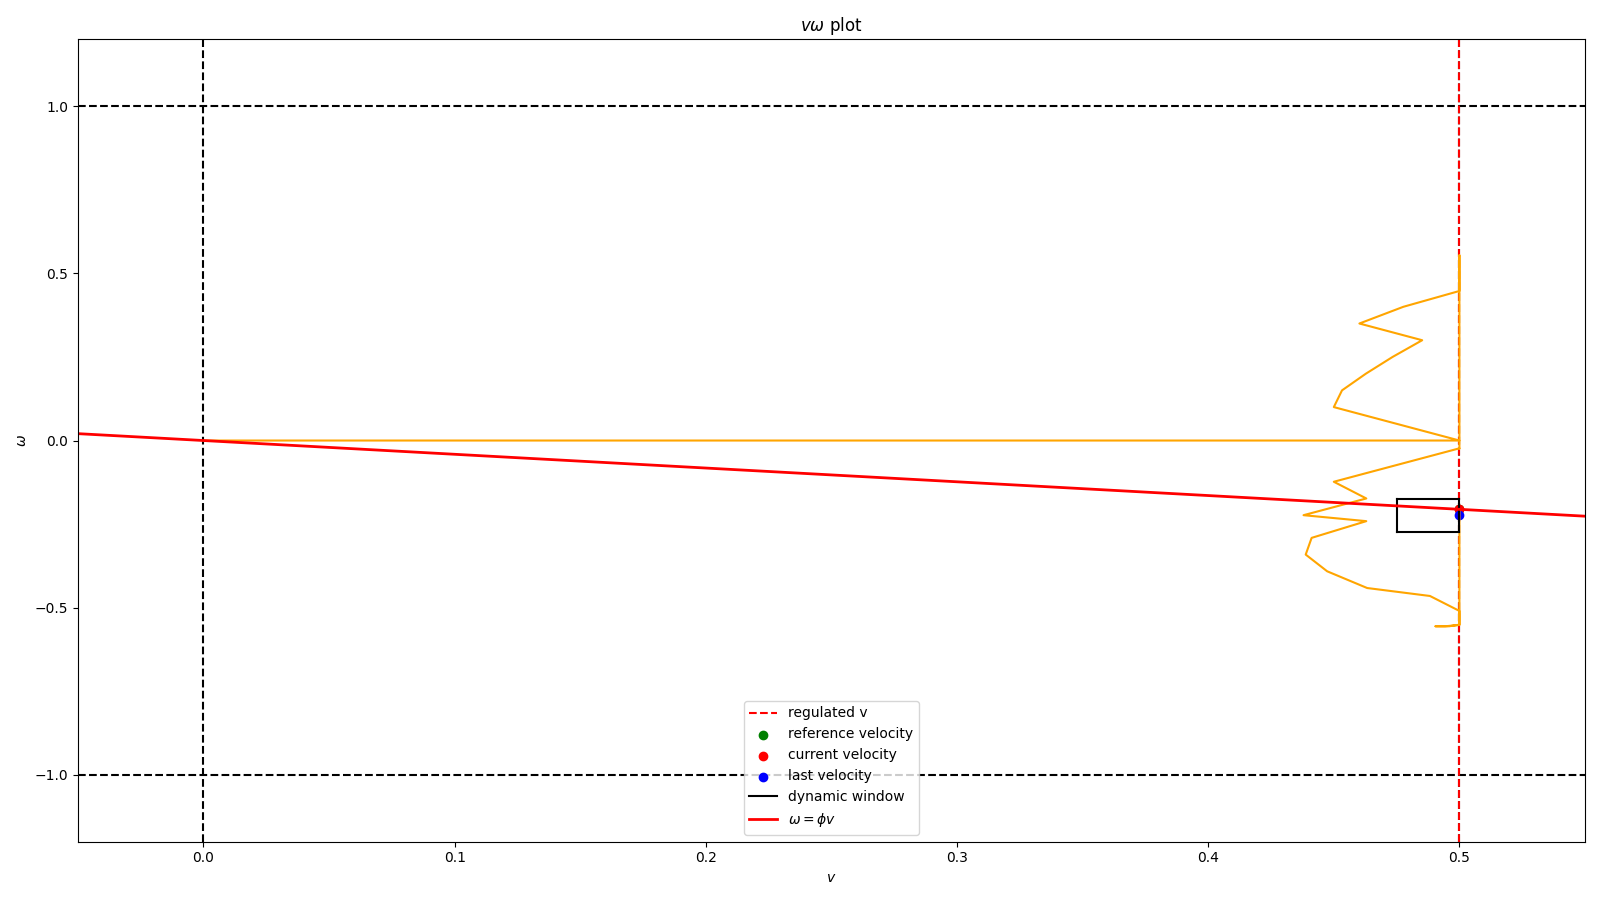 vω plot
1.0
0.5
0.0
−0.5
−1.0
ω
0.0
0.1
0.2
0.3
0.4
0.5
v
regulated v
reference velocity
current velocity
last velocity
dynamic window
ω = ϕv